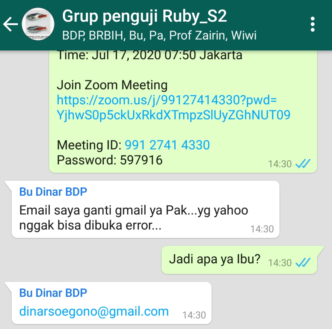 Grup penguji Ruby_S2
BDP, BRBIH, Bu, Pa, Prof Zairin, Wiwi
Time: Jul 17, 2020 07:50 Jakarta
Join Zoom Meeting
https://zoom.us/j/99127414330?pwd=
YjhwS0p5ckUxRkdXTmpzSlUyZGhNUT09
Meeting ID: 991 2741 4330
Password: 597916
14:30
Bu Dinar BDP
Email saya ganti gmail ya Pak...yg yahoo
nggak bisa dibuka error...
14:30
Jadi apa ya Ibu?
14:30
Bu Dinar BDP
dinarsoegono@gmail.com
14:30